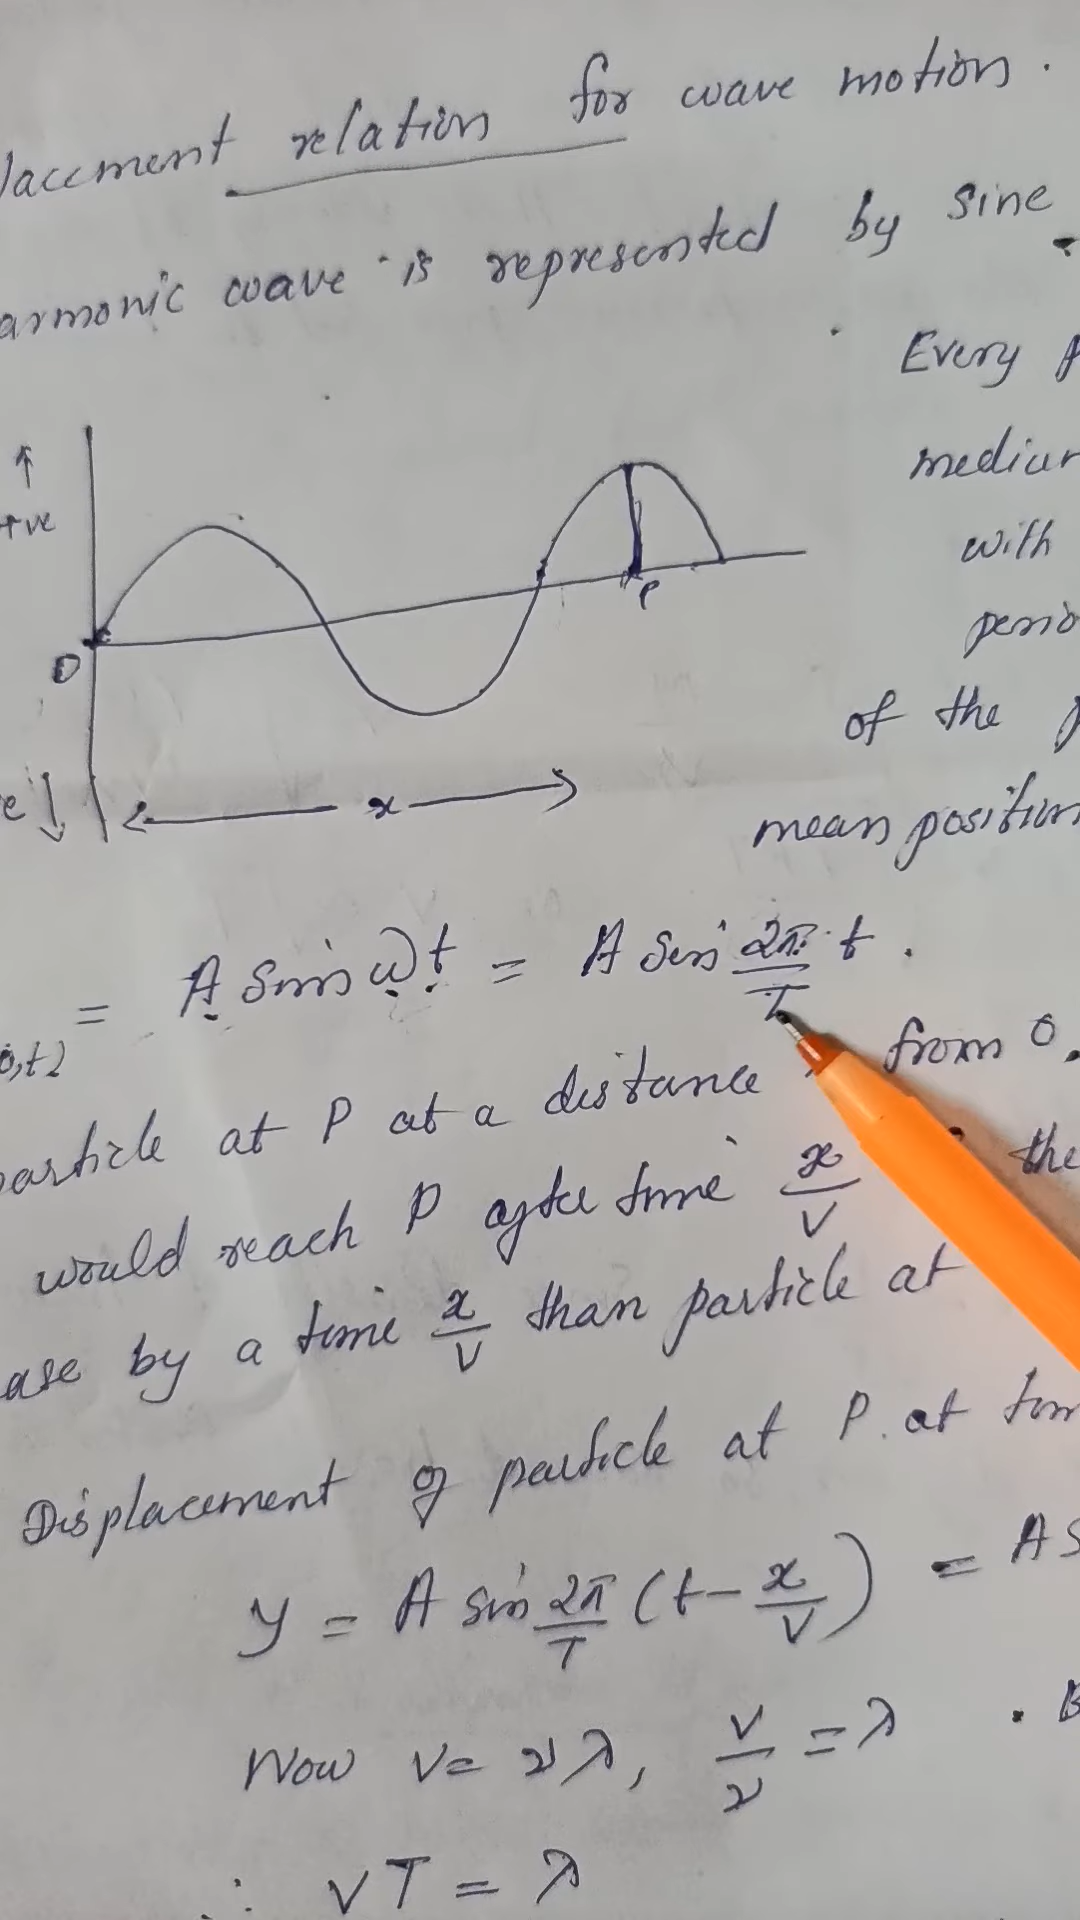 lacement relation for wave motion.
armonic wave is represented by sine
Every p
medium
with
perio
of the p
mean position
↑
+ve
O
P
e ↓
x
= A sin ωt = A sin 2π/T t.
0,t)
particle at P at a distance from O.
would reach P after time x/v the
ase by a time x/v than particle at
Displacement of particle at P. at tim
y = A sin 2π/T (t - x/v) = A S
Now v = νλ, v/ν = λ . B
∴ vT = λ